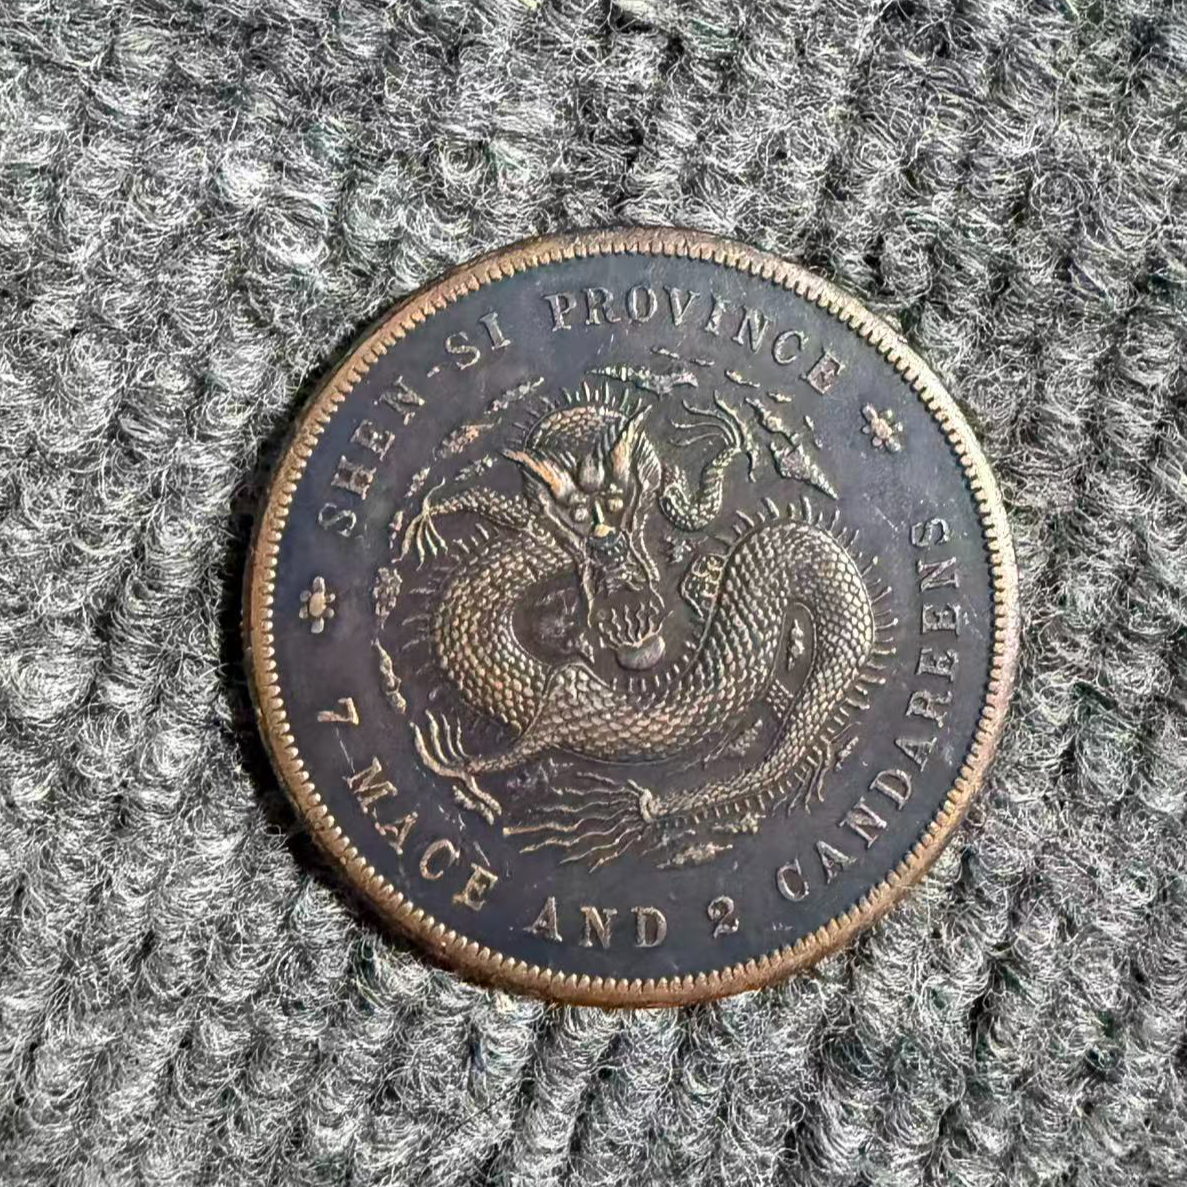 SHEN-SI PROVINCE
7 MACE AND 2 CANDAREENS